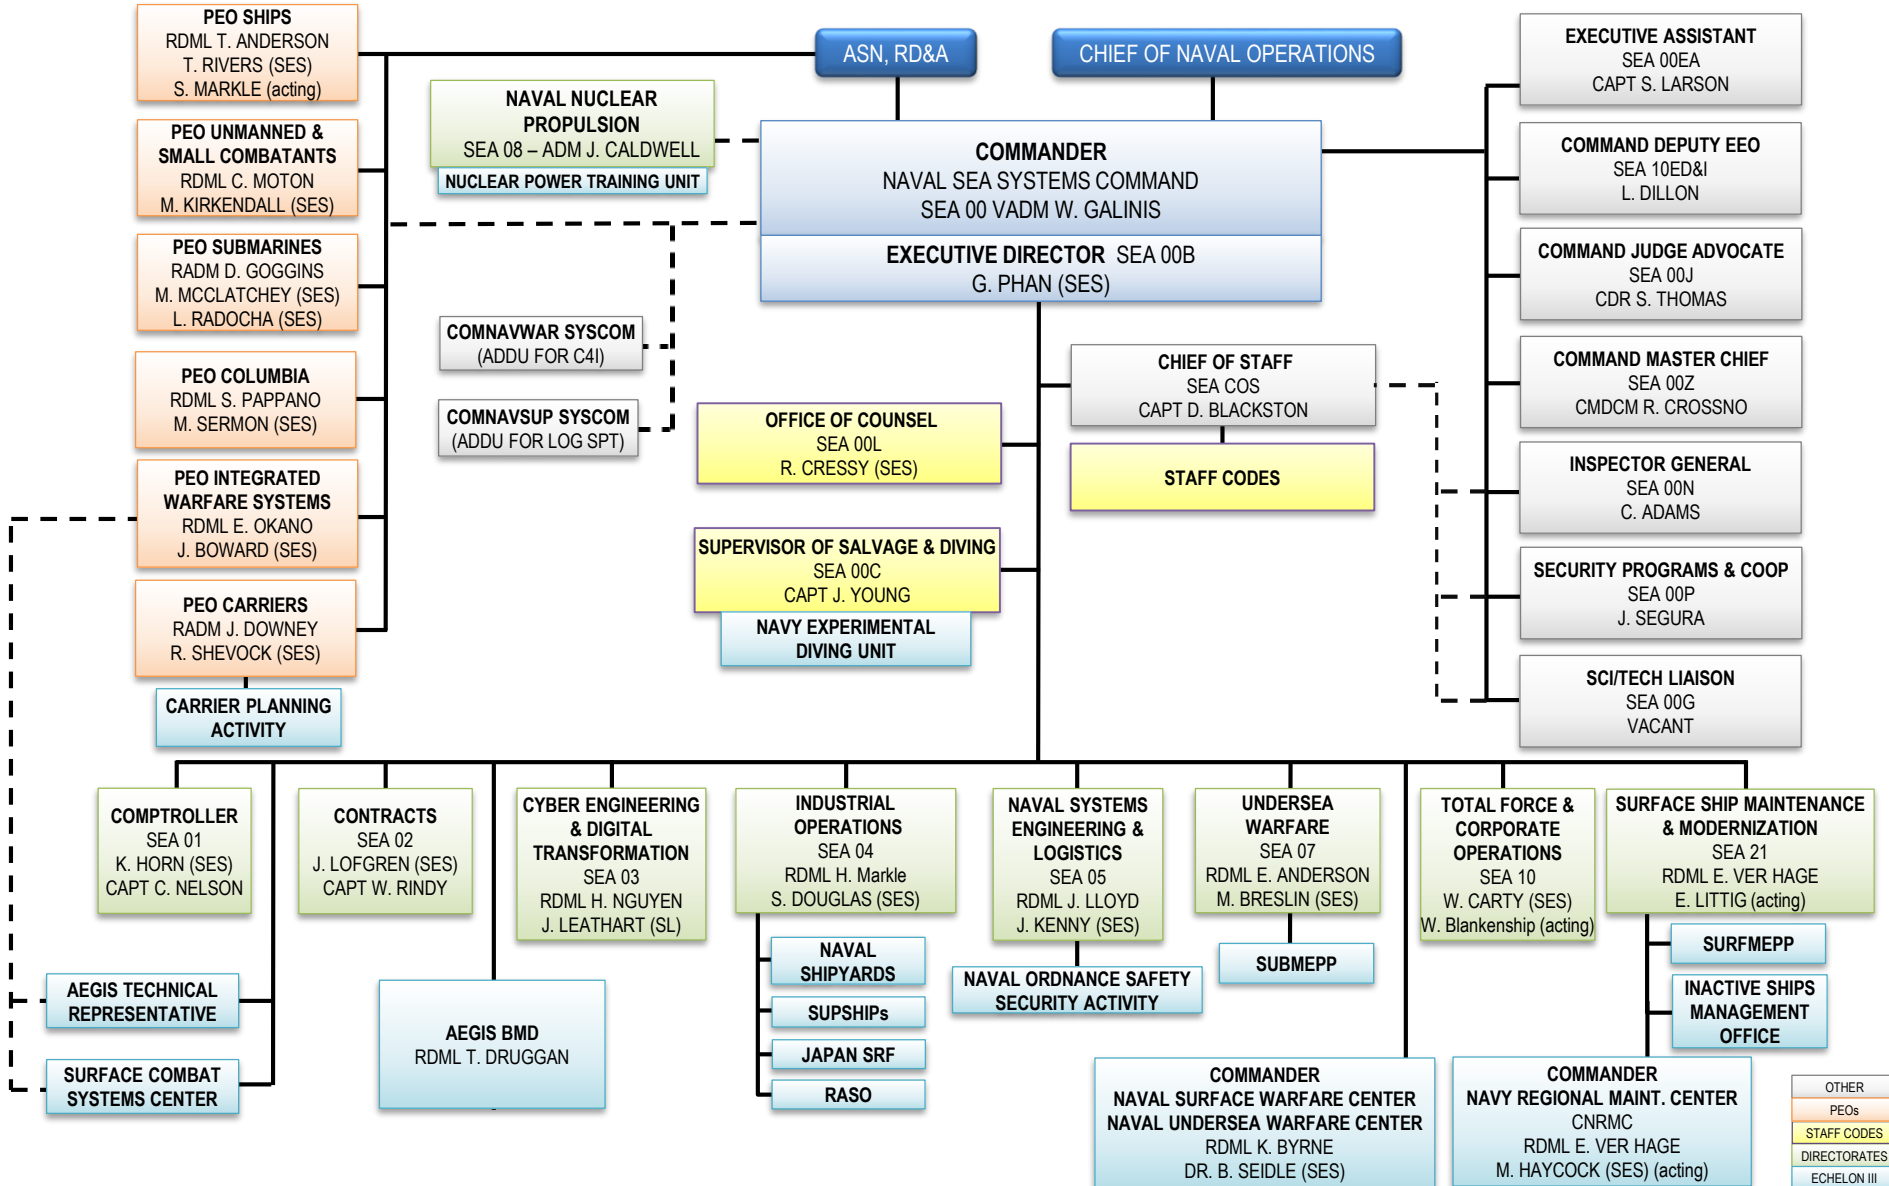 PEO SHIPS
RDML T. ANDERSON
T. RIVERS (SES)
S. MARKLE (acting)
PEO UNMANNED &
SMALL COMBATANTS
RDML C. MOTON
M. KIRKENDALL (SES)
PEO SUBMARINES
RADM D. GOGGINS
M. MCCLATCHEY (SES)
L. RADOCHA (SES)
PEO COLUMBIA
RDML S. PAPPANO
M. SERMON (SES)
PEO INTEGRATED
WARFARE SYSTEMS
RDML E. OKANO
J. BOWARD (SES)
PEO CARRIERS
RADM J. DOWNEY
R. SHEVOCK (SES)
CARRIER PLANNING
ACTIVITY
ASN, RD&A
CHIEF OF NAVAL OPERATIONS
NAVAL NUCLEAR
PROPULSION
SEA 08 – ADM J. CALDWELL
NUCLEAR POWER TRAINING UNIT
COMMANDER
NAVAL SEA SYSTEMS COMMAND
SEA 00 VADM W. GALINIS
EXECUTIVE DIRECTOR SEA 00B
G. PHAN (SES)
COMNAVWAR SYSCOM
(ADDU FOR C4I)
COMNAVSUP SYSCOM
(ADDU FOR LOG SPT)
CHIEF OF STAFF
SEA COS
CAPT D. BLACKSTON
STAFF CODES
OFFICE OF COUNSEL
SEA 00L
R. CRESSY (SES)
SUPERVISOR OF SALVAGE & DIVING
SEA 00C
CAPT J. YOUNG
NAVY EXPERIMENTAL
DIVING UNIT
EXECUTIVE ASSISTANT
SEA 00EA
CAPT S. LARSON
COMMAND DEPUTY EEO
SEA 10ED&I
L. DILLON
COMMAND JUDGE ADVOCATE
SEA 00J
CDR S. THOMAS
COMMAND MASTER CHIEF
SEA 00Z
CMDCM R. CROSSNO
INSPECTOR GENERAL
SEA 00N
C. ADAMS
SECURITY PROGRAMS & COOP
SEA 00P
J. SEGURA
SCI/TECH LIAISON
SEA 00G
VACANT
COMPTROLLER
SEA 01
K. HORN (SES)
CAPT C. NELSON
CONTRACTS
SEA 02
J. LOFGREN (SES)
CAPT W. RINDY
CYBER ENGINEERING
& DIGITAL
TRANSFORMATION
SEA 03
RDML H. NGUYEN
J. LEATHART (SL)
INDUSTRIAL
OPERATIONS
SEA 04
RDML H. Markle
S. DOUGLAS (SES)
NAVAL SYSTEMS
ENGINEERING &
LOGISTICS
SEA 05
RDML J. LLOYD
J. KENNY (SES)
UNDERSEA
WARFARE
SEA 07
RDML E. ANDERSON
M. BRESLIN (SES)
TOTAL FORCE &
CORPORATE
OPERATIONS
SEA 10
W. CARTY (SES)
W. Blankenship (acting)
SURFACE SHIP MAINTENANCE
& MODERNIZATION
SEA 21
RDML E. VER HAGE
E. LITTIG (acting)
AEGIS TECHNICAL
REPRESENTATIVE
SURFACE COMBAT
SYSTEMS CENTER
AEGIS BMD
RDML T. DRUGGAN
NAVAL
SHIPYARDS
SUPSHIPs
JAPAN SRF
RASO
NAVAL ORDNANCE SAFETY
SECURITY ACTIVITY
SUBMEPP
SURFMEPP
INACTIVE SHIPS
MANAGEMENT
OFFICE
COMMANDER
NAVAL SURFACE WARFARE CENTER
NAVAL UNDERSEA WARFARE CENTER
RDML K. BYRNE
DR. B. SEIDLE (SES)
COMMANDER
NAVY REGIONAL MAINT. CENTER
CNRMC
RDML E. VER HAGE
M. HAYCOCK (SES) (acting)
OTHER
PEOs
STAFF CODES
DIRECTORATES
ECHELON III